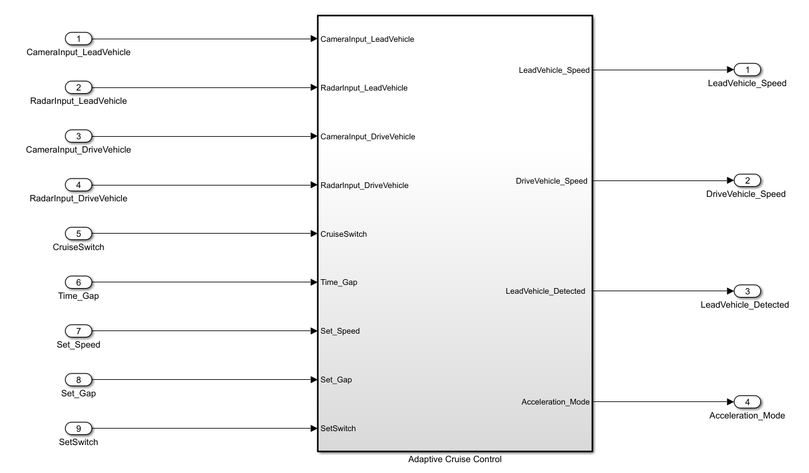 1
CameraInput_LeadVehicle
2
RadarInput_LeadVehicle
3
CameraInput_DriveVehicle
4
RadarInput_DriveVehicle
5
CruiseSwitch
6
Time_Gap
7
Set_Speed
8
Set_Gap
9
SetSwitch
CameraInput_LeadVehicle
RadarInput_LeadVehicle
CameraInput_DriveVehicle
RadarInput_DriveVehicle
CruiseSwitch
Time_Gap
Set_Speed
Set_Gap
SetSwitch
LeadVehicle_Speed
DriveVehicle_Speed
LeadVehicle_Detected
Acceleration_Mode
Adaptive Cruise Control
1
LeadVehicle_Speed
2
DriveVehicle_Speed
3
LeadVehicle_Detected
4
Acceleration_Mode